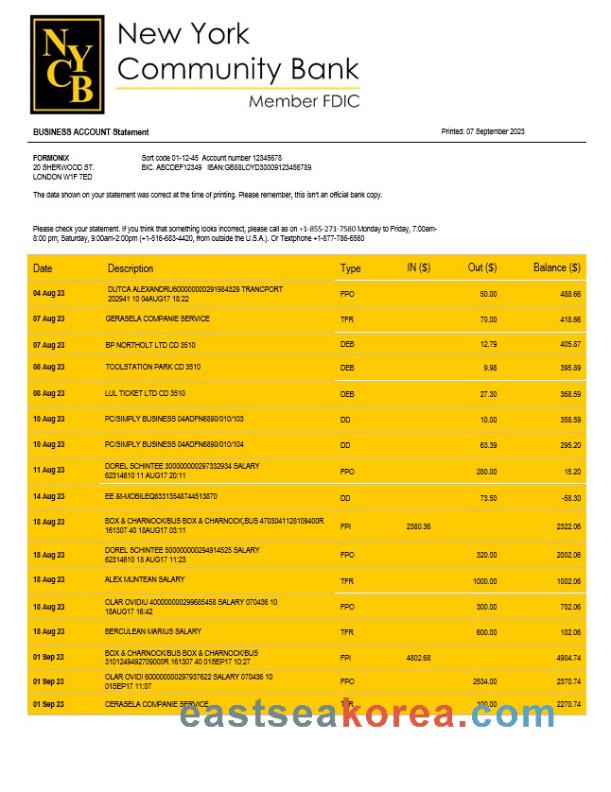 NYCB
New York
Community Bank
Member FDIC
BUSINESS ACCOUNT Statement Printed: 07 September 2023
FORMONIX Sort code 01-12-45 Account number 12345678
20 SHERWOOD ST. BIC. ABCDEF12349 IBAN:GB88LOYD30009123456789
LONDON W1F 7ED
The data shown on your statement was correct at the time of printing. Please remember, this isn't an official bank copy.
Please check your statement. If you think that something looks incorrect, please call as on +1-855-271-7580 Monday to Friday, 7:00am-
8:00 pm; Saturday, 9:00am-2:00pm (+1-516-683-4420, from outside the U.S.A.). Or Textphone +1-877-786-6560
Date Description Type IN ($) Out ($) Balance ($)
04 Aug 23 DUTCA ALEXANDRU600000000291984329 TRANCPORT FPO 50.00 488.66
202941 10 04AUG17 18:22
07 Aug 23 GERASELA COMPANIE SERVICE TFR 70.00 418.66
07 Aug 23 BP NORTHOLT LTD CD 3510 DEB 12.79 405.87
08 Aug 23 TOOLSTATION PARK CD 3510 DEB 9.98 395.89
08 Aug 23 LUL TICKET LTD CD 3510 DEB 27.30 368.59
10 Aug 23 PC/SIMPLY BUSINESS 04ADFN6890/010/103 DD 10.00 358.59
10 Aug 23 PC/SIMPLY BUSINESS 04ADFN6890/010/104 DD 63.39 295.20
11 Aug 23 DOREL SCHINTEE 300000000297332934 SALARY FPO 280.00 15.20
62314610 11 AUG17 20:11
14 Aug 23 EE &t-MOBILEQ63313548744513870 DD 73.50 -58.30
18 Aug 23 BOX & CHARNOCK/BUS BOX & CHARNOCK,BUS 4703041128109400R FPI 2380.36 2322.06
161307 40 18AUG17 03:11
18 Aug 23 DOREL SCHINTEE 500000000294914525 SALARY FPO 320.00 2002.06
62314610 18 AUG17 11:23
18 Aug 23 ALEX MUNTEAN SALARY TFR 1000.00 1002.06
18 Aug 23 OLAR OVIDIU 400000000299685458 SALARY 070436 10 FPO 300.00 702.06
18AUG17 16:42
18 Aug 23 BERCULEAN MARIUS SALARY TFR 600.00 102.06
01 Sep 23 BOX & CHARNOCK/BUS BOX & CHARNOCK/BUS FPI 4802.68 4904.74
3101249492709000R 161307 40 01SEP17 10:27
01 Sep 23 OLAR OVIDI 600000000297937622 SALARY 070436 10 FPO 2534.00 2370.74
01SEP17 11:07
01 Sep 23 CERASELA COMPANIE SERVICE TFR 100.00 2270.74
eastseakorea.com